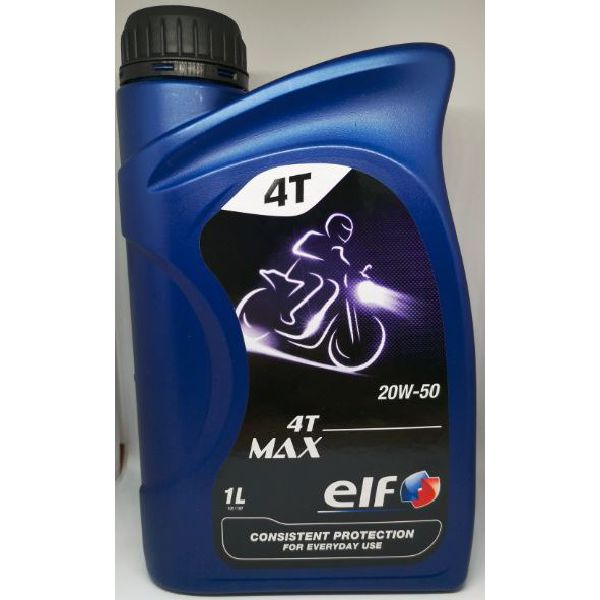 4T
20W-50
4T
MAX
1L
elf
CONSISTENT PROTECTION
FOR EVERYDAY USE